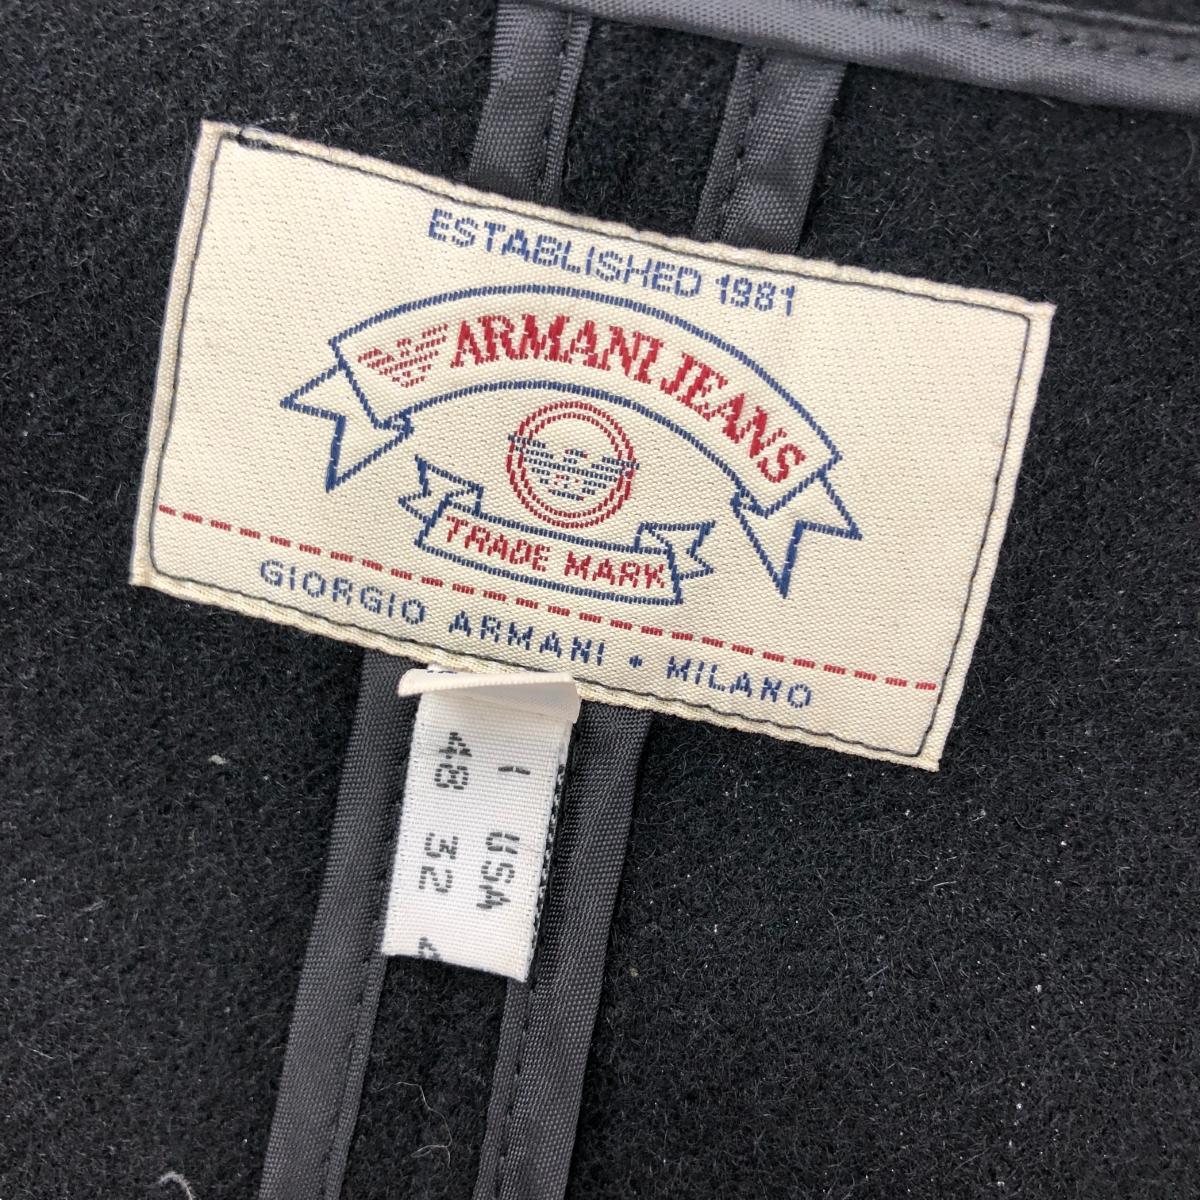 ESTABLISHED 1981
ARMANI JEANS
TRADE MARK
GIORGIO ARMANI • MILANO
I USA
48 32